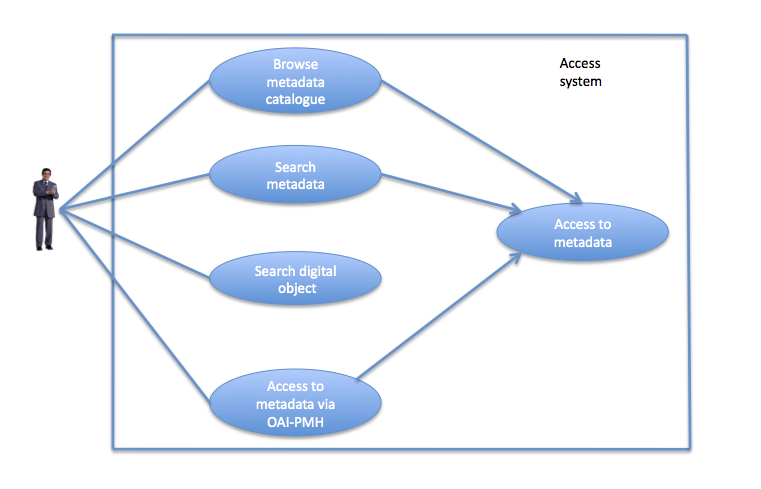 Browse
metadata
catalogue
Access
system
Search
metadata
Access to
metadata
Search digital
object
Access to
metadata via
OAI-PMH